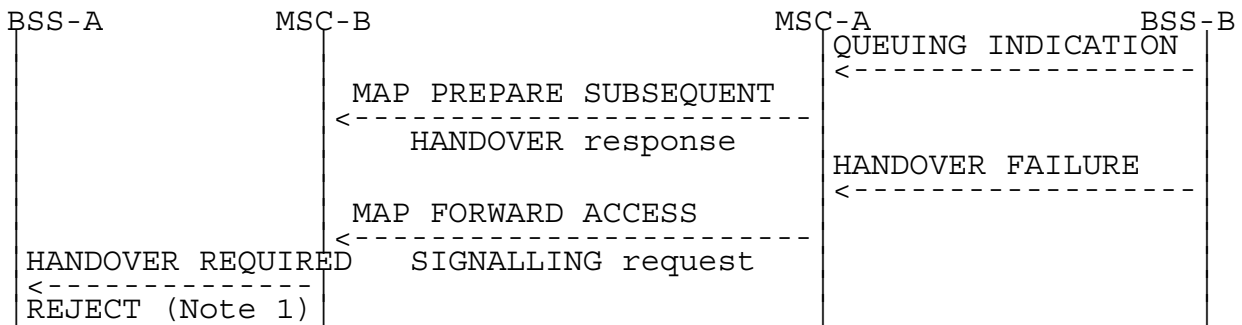 BSS-A MSC-B MSC-A BSS-B
QUEUING INDICATION
MAP PREPARE SUBSEQUENT
HANDOVER response
HANDOVER FAILURE
MAP FORWARD ACCESS
HANDOVER REQUIRED SIGNALLING request
REJECT (Note 1)